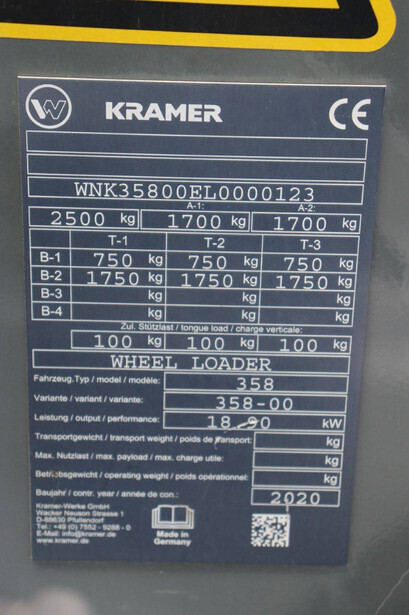 KRAMER CE
WNK35800EL0000123
A-1: A-2:
2500 kg 1700 kg 1700 kg
T-1 T-2 T-3
B-1 750 kg 750 kg 750 kg
B-2 1750 kg 1750 kg 1750 kg
B-3 kg kg kg
B-4 kg kg kg
Zul. Stützlast / tongue load / charge verticale:
100 kg 100 kg 100 kg
WHEEL LOADER
Fahrzeug.Typ / model / modèle: 358
Variante / variant / variante: 358-00
Leistung / output / performance: 18.90 kW
Transportgewicht / transport weight / poids de transport: kg
Max. Nutzlast / max. payload / max. charge utile: kg
Betriebsgewicht / operating weight / poids opérationnel: kg
Baujahr / contr. year / année de con.: 2020
Kramer-Werke GmbH
Wacker Neuson Strasse 1
D-88630 Pfullendorf
Tel.: +49 (0) 7552 - 9288 - 0
E-Mail: info@kramer.de
www.kramer.de
Made in
Germany